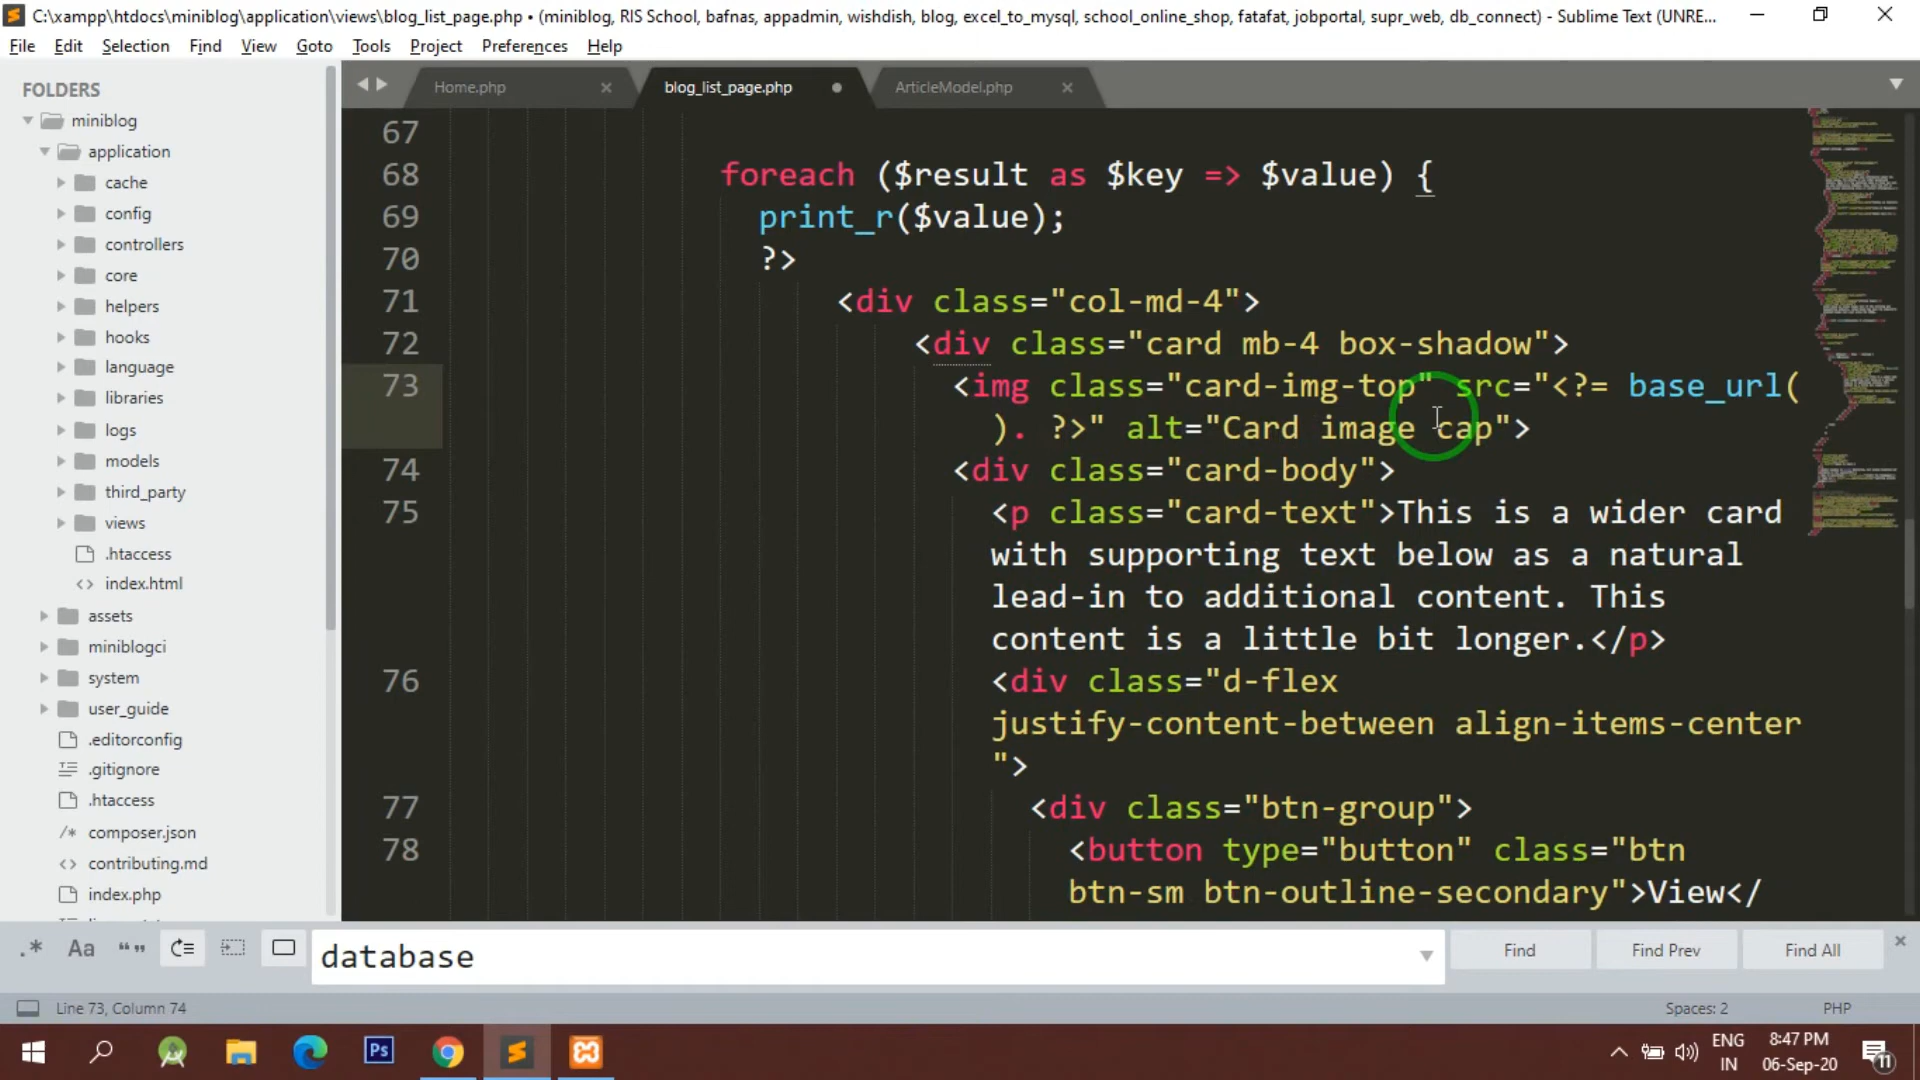 C:\xampp\htdocs\miniblog\application\views\blog_list_page.php • (miniblog, RIS School, bafnas, appadmin, wishdish, blog, excel_to_mysql, school_online_shop, fatafat, jobportal, supr_web, db_connect) - Sublime Text (UNRE...
File Edit Selection Find View Goto Tools Project Preferences Help
FOLDERS
miniblog
application
cache
config
controllers
core
helpers
hooks
language
libraries
logs
models
third_party
views
.htaccess
index.html
assets
miniblogci
system
user_guide
.editorconfig
.gitignore
.htaccess
composer.json
contributing.md
index.php
Home.php blog_list_page.php ArticleModel.php
67
68 foreach ($result as $key => $value) {
69 print_r($value);
70 ?>
71 <div class="col-md-4">
72 <div class="card mb-4 box-shadow">
73 <img class="card-img-top" src="<?= base_url(
). ?>" alt="Card image cap">
74 <div class="card-body">
75 <p class="card-text">This is a wider card
with supporting text below as a natural
lead-in to additional content. This
content is a little bit longer.</p>
76 <div class="d-flex
justify-content-between align-items-center
">
77 <div class="btn-group">
78 <button type="button" class="btn
btn-sm btn-outline-secondary">View</
.* Aa “” database Find Find Prev Find All
Line 73, Column 74 Spaces: 2 PHP
Ps
ENG
IN
8:47 PM
06-Sep-20
11